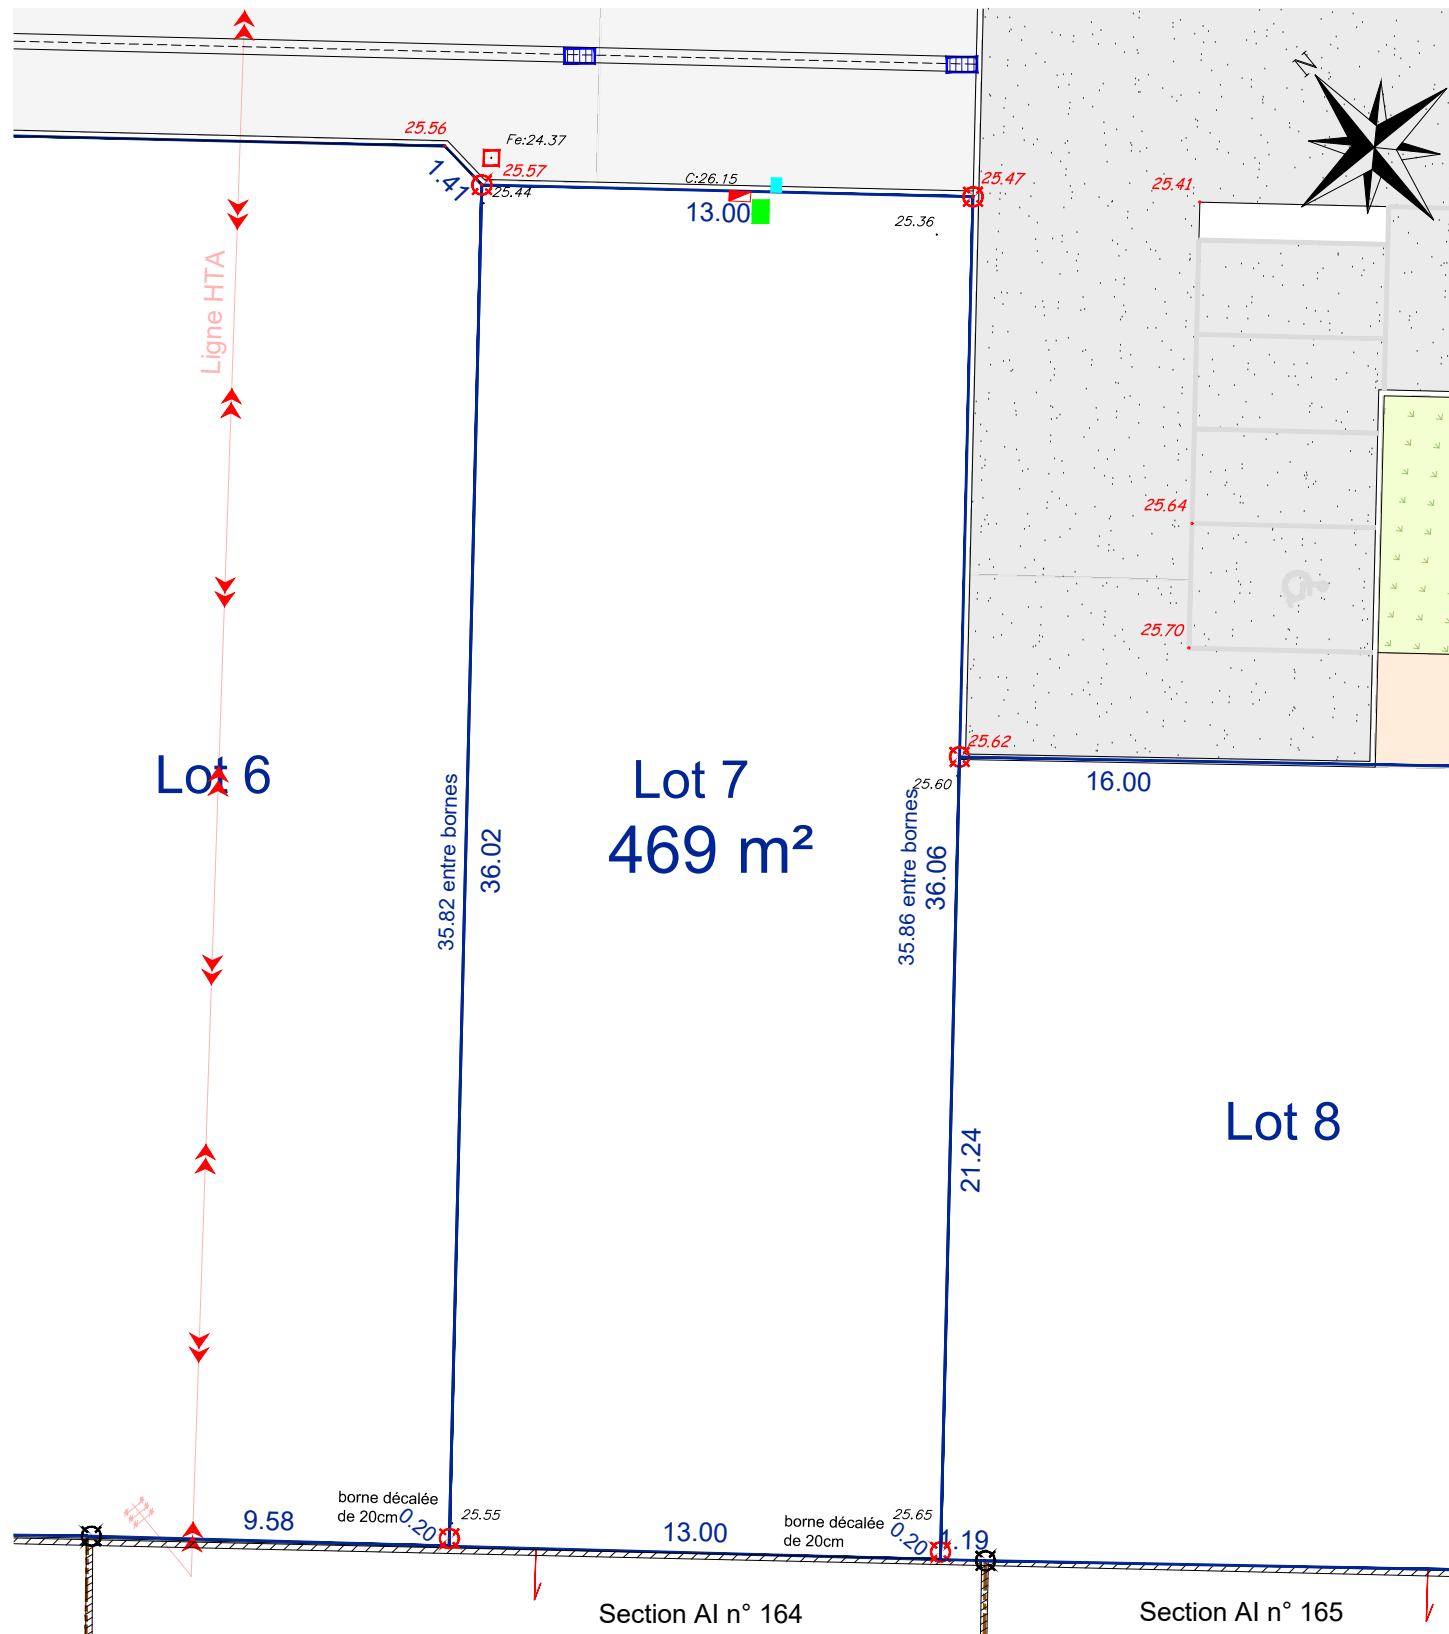 N
25.56
Fe:24.37
1.41
25.57
25.44
C:26.15
13.00
25.36
25.47
25.41
Ligne HTA
25.64
25.70
25.62
25.60
16.00
Lot 6
Lot 7
469 m²
35.82 entre bornes
36.02
35.86 entre bornes
36.06
Lot 8
21.24
borne décalée
de 20cm
0.20
25.55
9.58
13.00
25.65
borne décalée
de 20cm
0.20
1.19
Section AI n° 164
Section AI n° 165